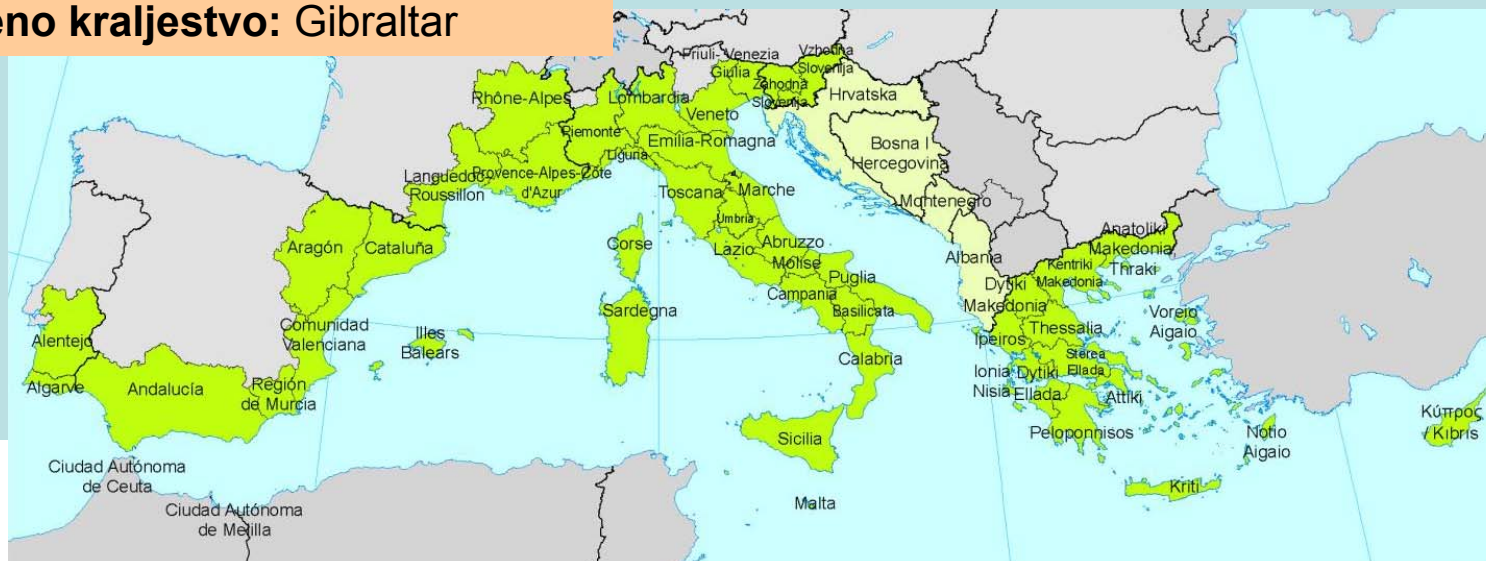 eno kraljestvo: Gibraltar
Friuli- Venezia
Giulia
Vzhodna
Slovenija
Zahodna
Slovenija
Hrvatska
Rhône-Alpes
Lombardia
Veneto
Piemonte
Emilia-Romagna
Liguria
Bosna I
Hercegovina
Languedoc-
Roussillon
Provence-Alpes-Côte
d'Azur
Toscana
Marche
Umbria
Montenegro
Aragón
Cataluña
Corse
Lazio
Abruzzo
Molise
Albania
Anatoliki
Makedonia,
Thraki
Kentriki
Makedonia
Dytiki
Makedonia
Puglia
Campania
Basilicata
Sardegna
Alentejo
Comunidad
Valenciana
Illes
Balears
Voreio
Aigaio
Thessalia
Ipeiros
Sterea
Ellada
Calabria
Algarve
Andalucía
Región
de Murcia
Ionia
Nisia
Dytiki
Ellada
Attiki
Sicilia
Peloponnisos
Notio
Aigaio
Κύπρος
/ Kıbrıs
Ciudad Autónoma
de Ceuta
Ciudad Autónoma
de Melilla
Malta
Kriti